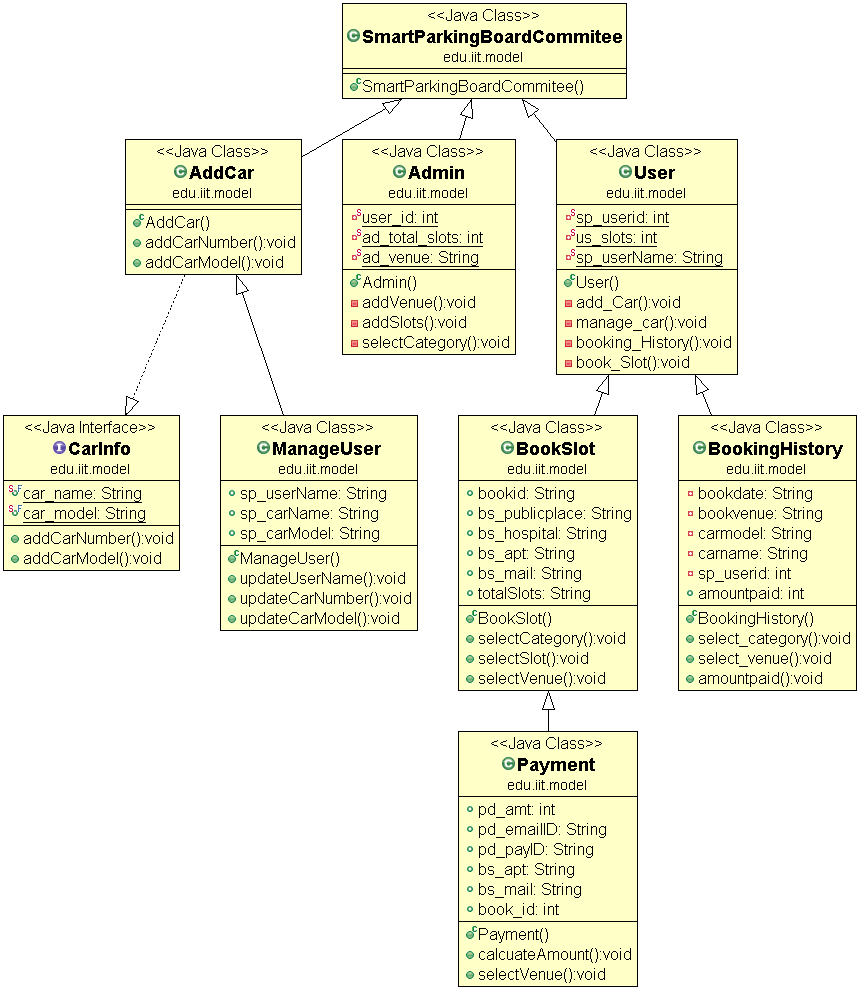 <<Java Class>>
SmartParkingBoardCommitee
edu.iit.model
SmartParkingBoardCommitee()
<<Java Class>>
AddCar
edu.iit.model
AddCar()
addCarNumber():void
addCarModel():void
<<Java Class>>
Admin
edu.iit.model
user_id: int
ad_total_slots: int
ad_venue: String
Admin()
addVenue():void
addSlots():void
selectCategory():void
<<Java Class>>
User
edu.iit.model
sp_userid: int
us_slots: int
sp_userName: String
User()
add_Car():void
manage_car():void
booking_History():void
book_Slot():void
<<Java Interface>>
CarInfo
edu.iit.model
car_name: String
car_model: String
addCarNumber():void
addCarModel():void
<<Java Class>>
ManageUser
edu.iit.model
sp_userName: String
sp_carName: String
sp_carModel: String
ManageUser()
updateUserName():void
updateCarNumber():void
updateCarModel():void
<<Java Class>>
BookSlot
edu.iit.model
bookid: String
bs_publicplace: String
bs_hospital: String
bs_apt: String
bs_mail: String
totalSlots: String
BookSlot()
selectCategory():void
selectSlot():void
selectVenue():void
<<Java Class>>
BookingHistory
edu.iit.model
bookdate: String
bookvenue: String
carmodel: String
carname: String
sp_userid: int
amountpaid: int
BookingHistory()
select_category():void
select_venue():void
amountpaid():void
<<Java Class>>
Payment
edu.iit.model
pd_amt: int
pd_emailID: String
pd_payID: String
bs_apt: String
bs_mail: String
book_id: int
Payment()
calcuateAmount():void
selectVenue():void